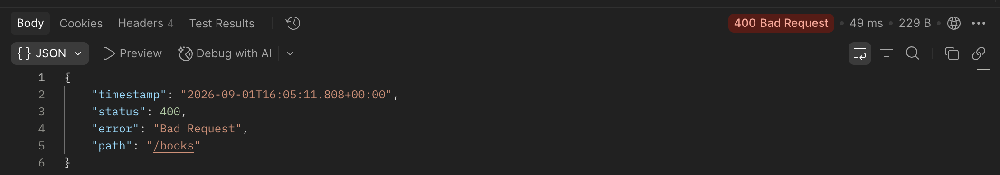 Body Cookies Headers 4 Test Results 400 Bad Request • 49 ms • 229 B •
{} JSON Preview Debug with AI
1 {
2 "timestamp": "2026-09-01T16:05:11.808+00:00",
3 "status": 400,
4 "error": "Bad Request",
5 "path": "/books"
6 }